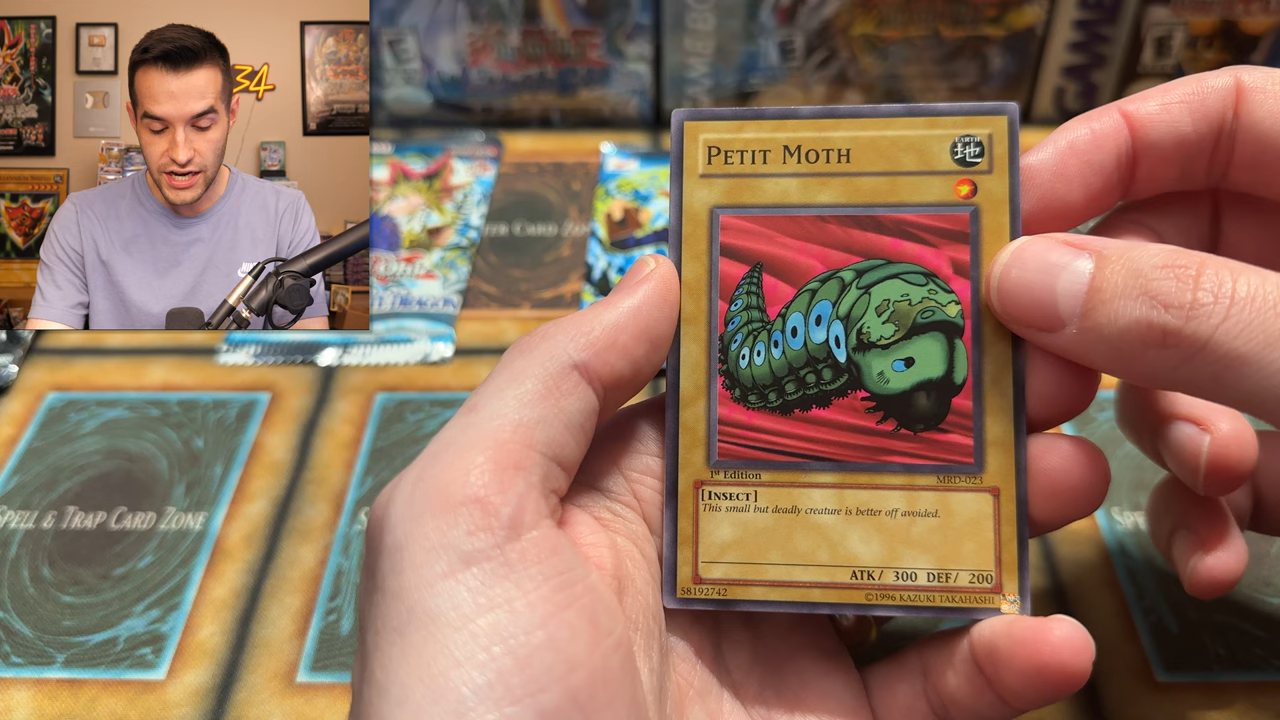 34
PETIT MOTH
EARTH
地
1st Edition
MRD-023
[INSECT]
This small but deadly creature is better off avoided.
ATK/ 300 DEF/ 200
58192742
©1996 KAZUKI TAKAHASHI
SPELL & TRAP CARD ZONE
GAME
E
E